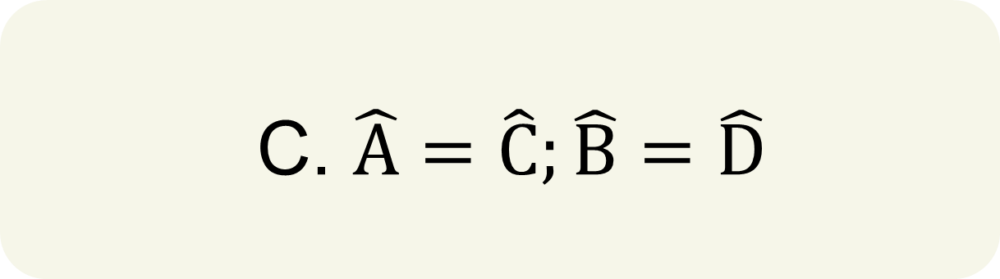 C. Â = Ĉ; B̂ = D̂